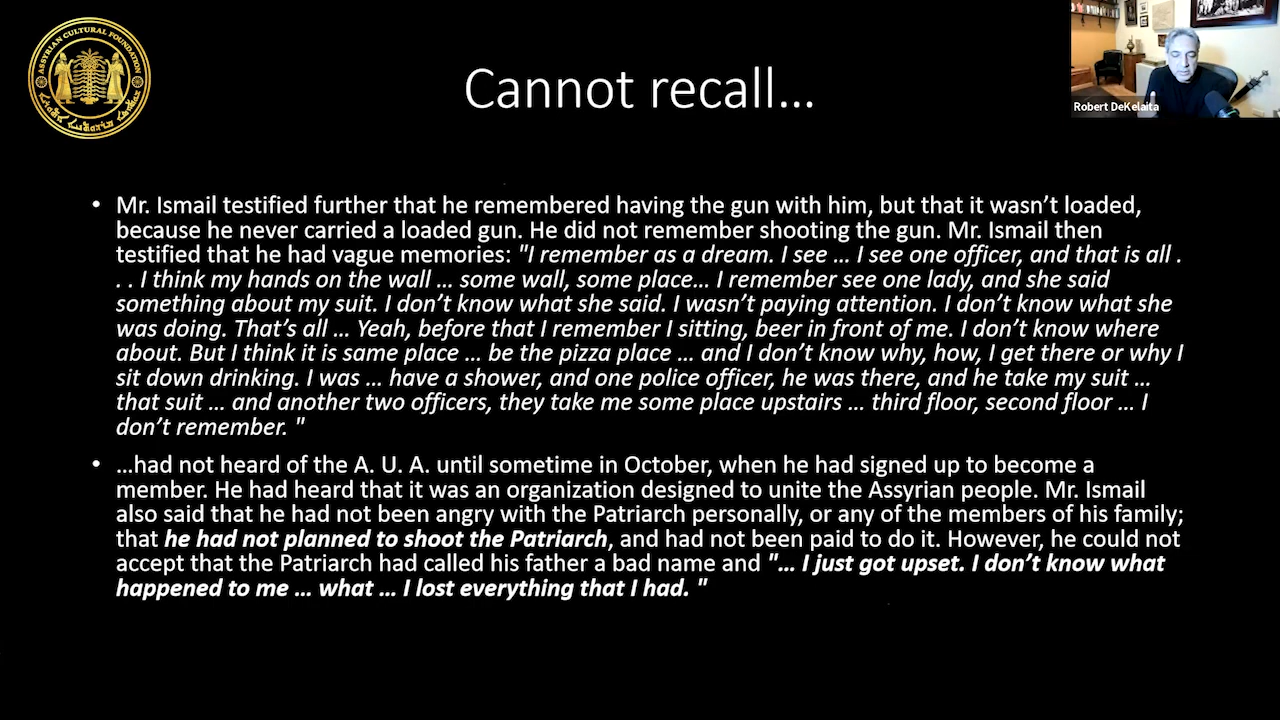 ASSYRIAN CULTURAL FOUNDATION
Cannot recall...
Robert DeKelaita
• Mr. Ismail testified further that he remembered having the gun with him, but that it wasn’t loaded,
because he never carried a loaded gun. He did not remember shooting the gun. Mr. Ismail then
testified that he had vague memories: "I remember as a dream. I see ... I see one officer, and that is all .
. . I think my hands on the wall ... some wall, some place... I remember see one lady, and she said
something about my suit. I don’t know what she said. I wasn’t paying attention. I don’t know what she
was doing. That’s all ... Yeah, before that I remember I sitting, beer in front of me. I don’t know where
about. But I think it is same place ... be the pizza place ... and I don’t know why, how, I get there or why I
sit down drinking. I was ... have a shower, and one police officer, he was there, and he take my suit ...
that suit ... and another two officers, they take me some place upstairs ... third floor, second floor ... I
don’t remember. "
• ...had not heard of the A. U. A. until sometime in October, when he had signed up to become a
member. He had heard that it was an organization designed to unite the Assyrian people. Mr. Ismail
also said that he had not been angry with the Patriarch personally, or any of the members of his family;
that he had not planned to shoot the Patriarch, and had not been paid to do it. However, he could not
accept that the Patriarch had called his father a bad name and "... I just got upset. I don’t know what
happened to me ... what ... I lost everything that I had. "